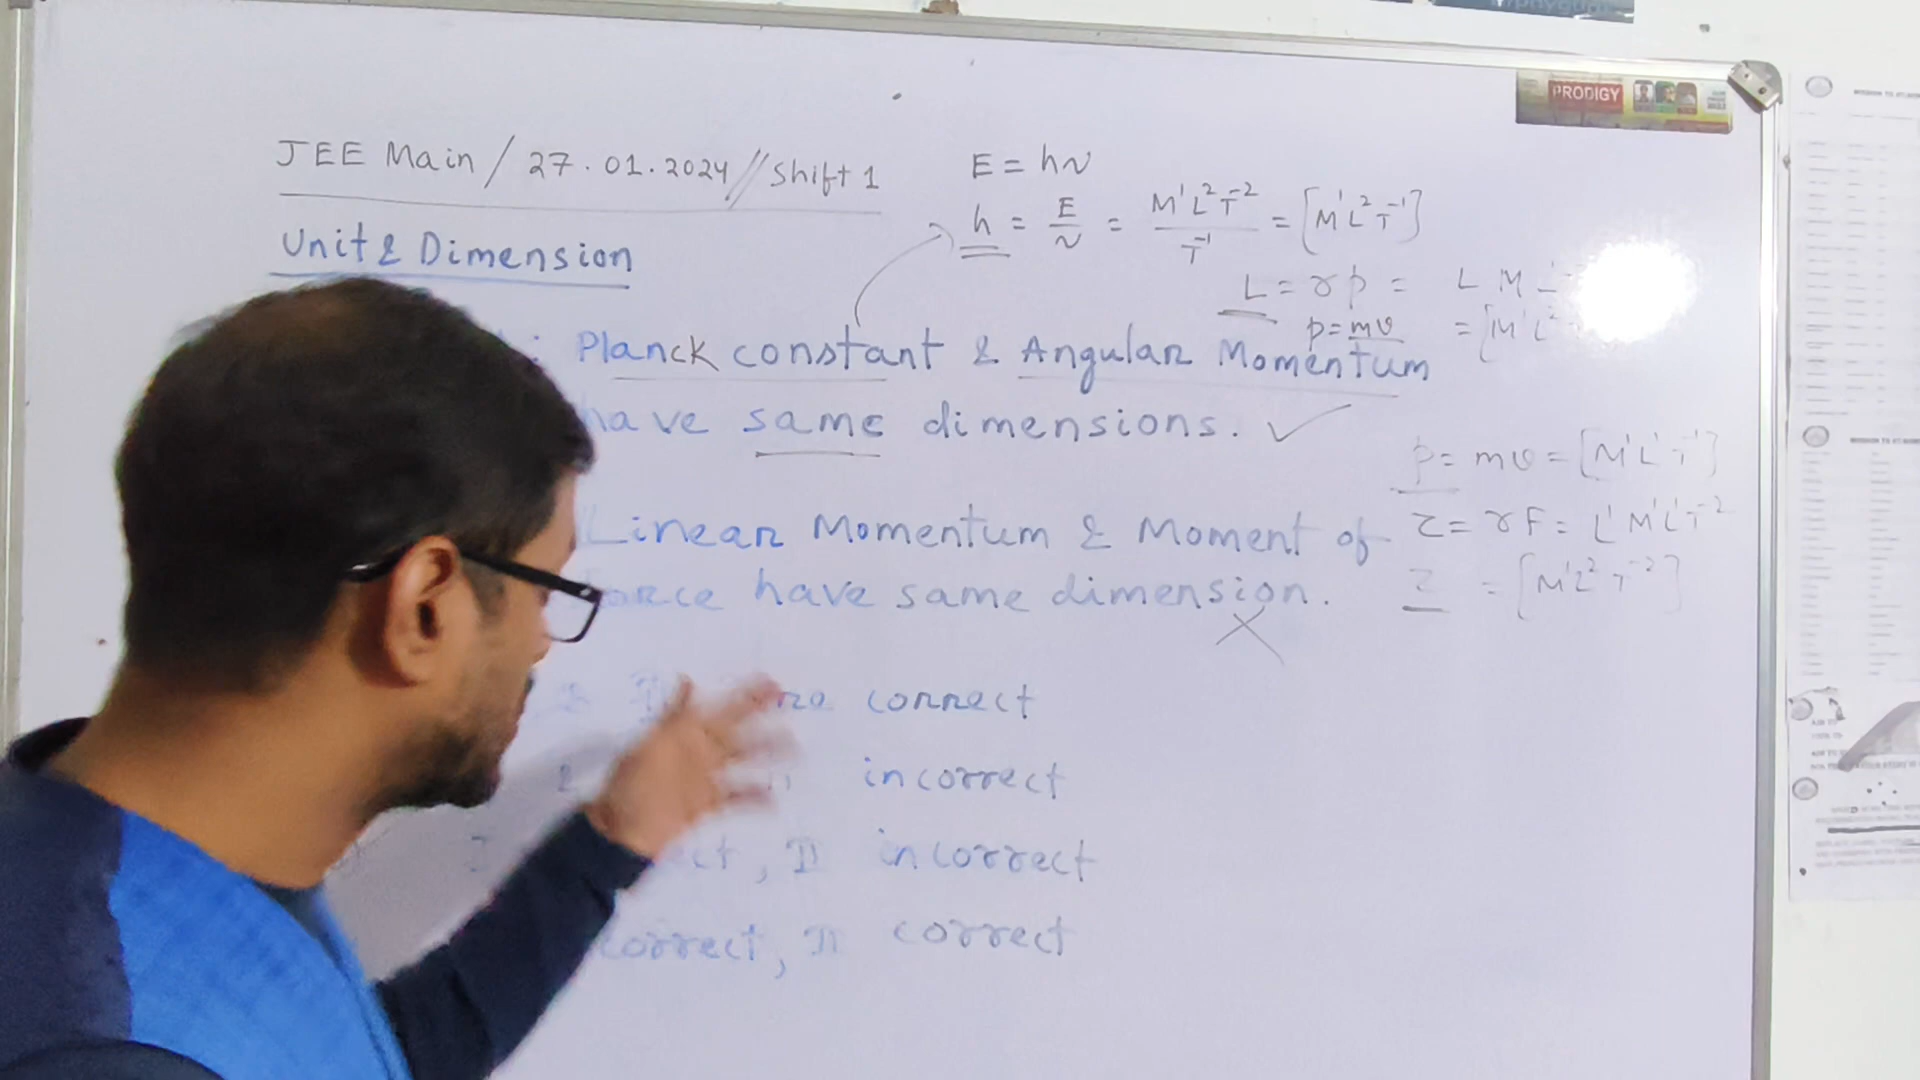 PRODIGY
JEE Main / 27.01.2024 // Shift 1
Unit & Dimension
E = hν
h = E/ν = M¹L²T⁻²/T⁻¹ = [M¹L²T⁻¹]
L = rp = L M L
p = mv = [M¹L²
: Planck constant & Angular Momentum
have same dimensions. ✓
p = mv = [M¹L¹T⁻¹]
Linear Momentum & Moment of
τ = rF = L¹M¹L¹T⁻²
have same dimension. ✗
τ = [M¹L²T⁻²]
correct
incorrect
, II incorrect
correct, II correct